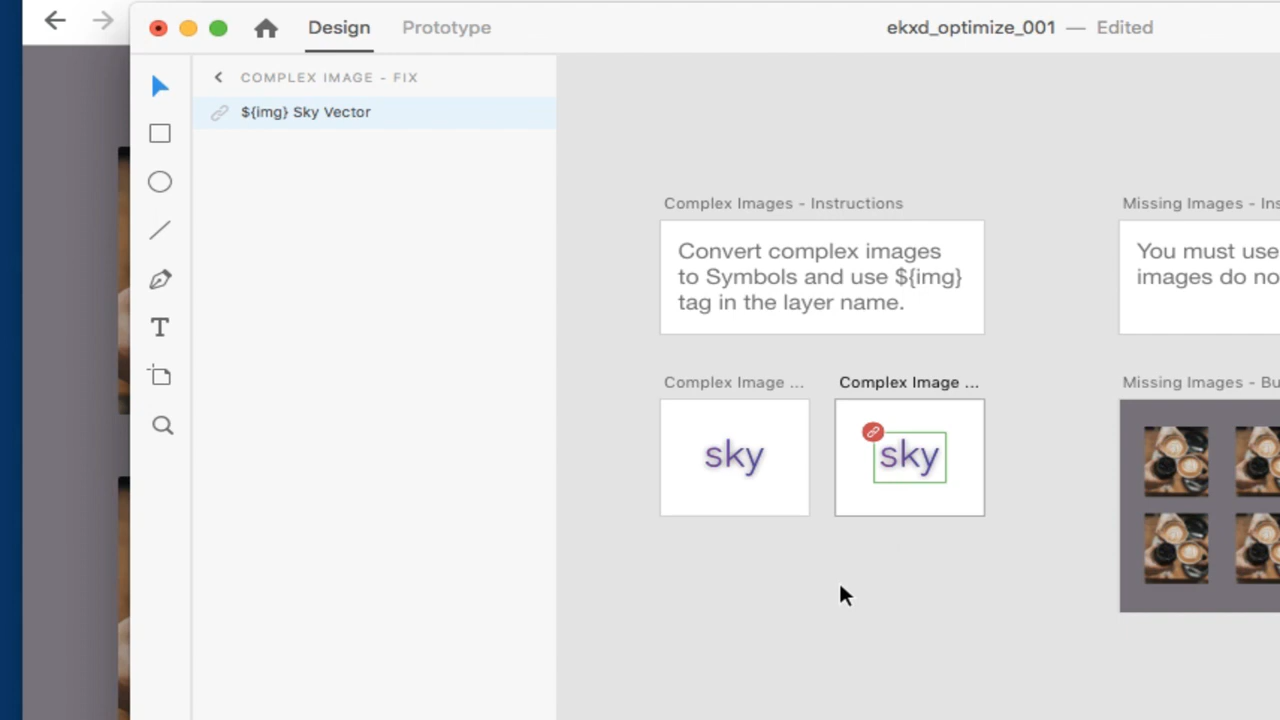 Design Prototype ekxd_optimize_001 — Edited
COMPLEX IMAGE - FIX
${img} Sky Vector
Complex Images - Instructions
Convert complex images
to Symbols and use ${img}
tag in the layer name.
Missing Images - Ins
You must use
images do no
Complex Image ...
sky
Complex Image ...
sky
Missing Images - Bu